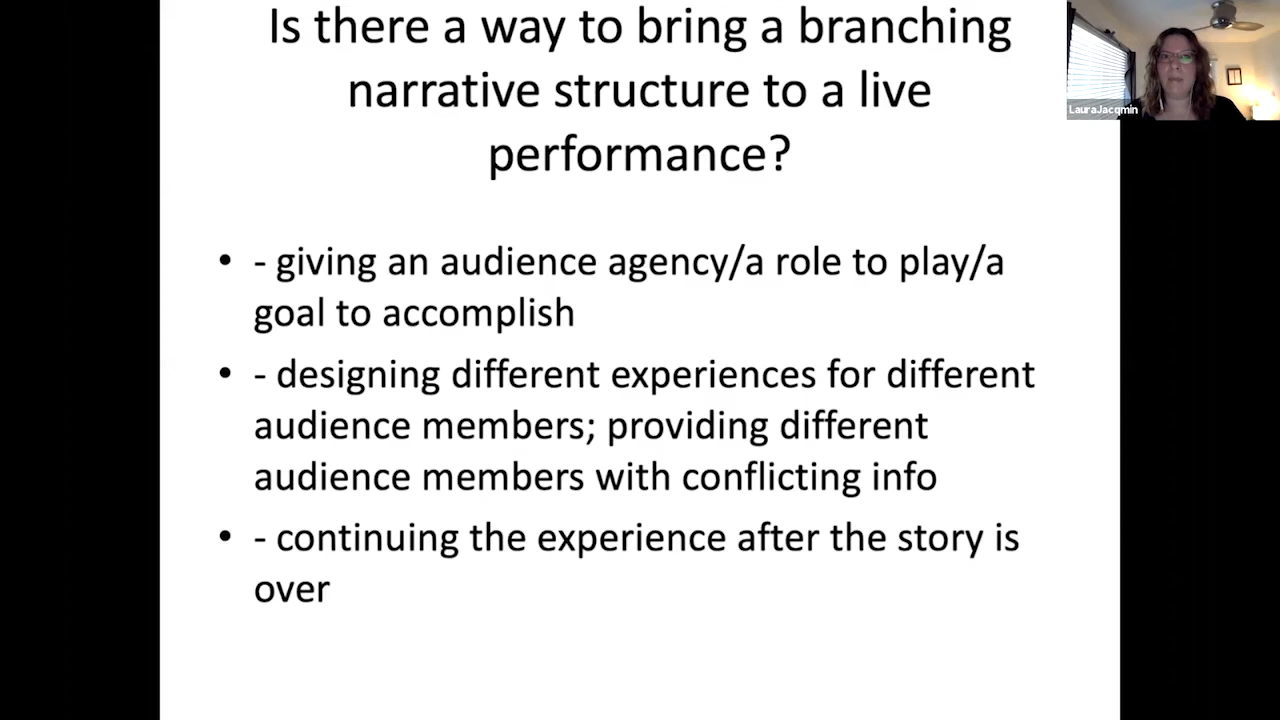 Is there a way to bring a branching
narrative structure to a live
performance?
LauraJacqmin
• - giving an audience agency/a role to play/a
goal to accomplish
• - designing different experiences for different
audience members; providing different
audience members with conflicting info
• - continuing the experience after the story is
over